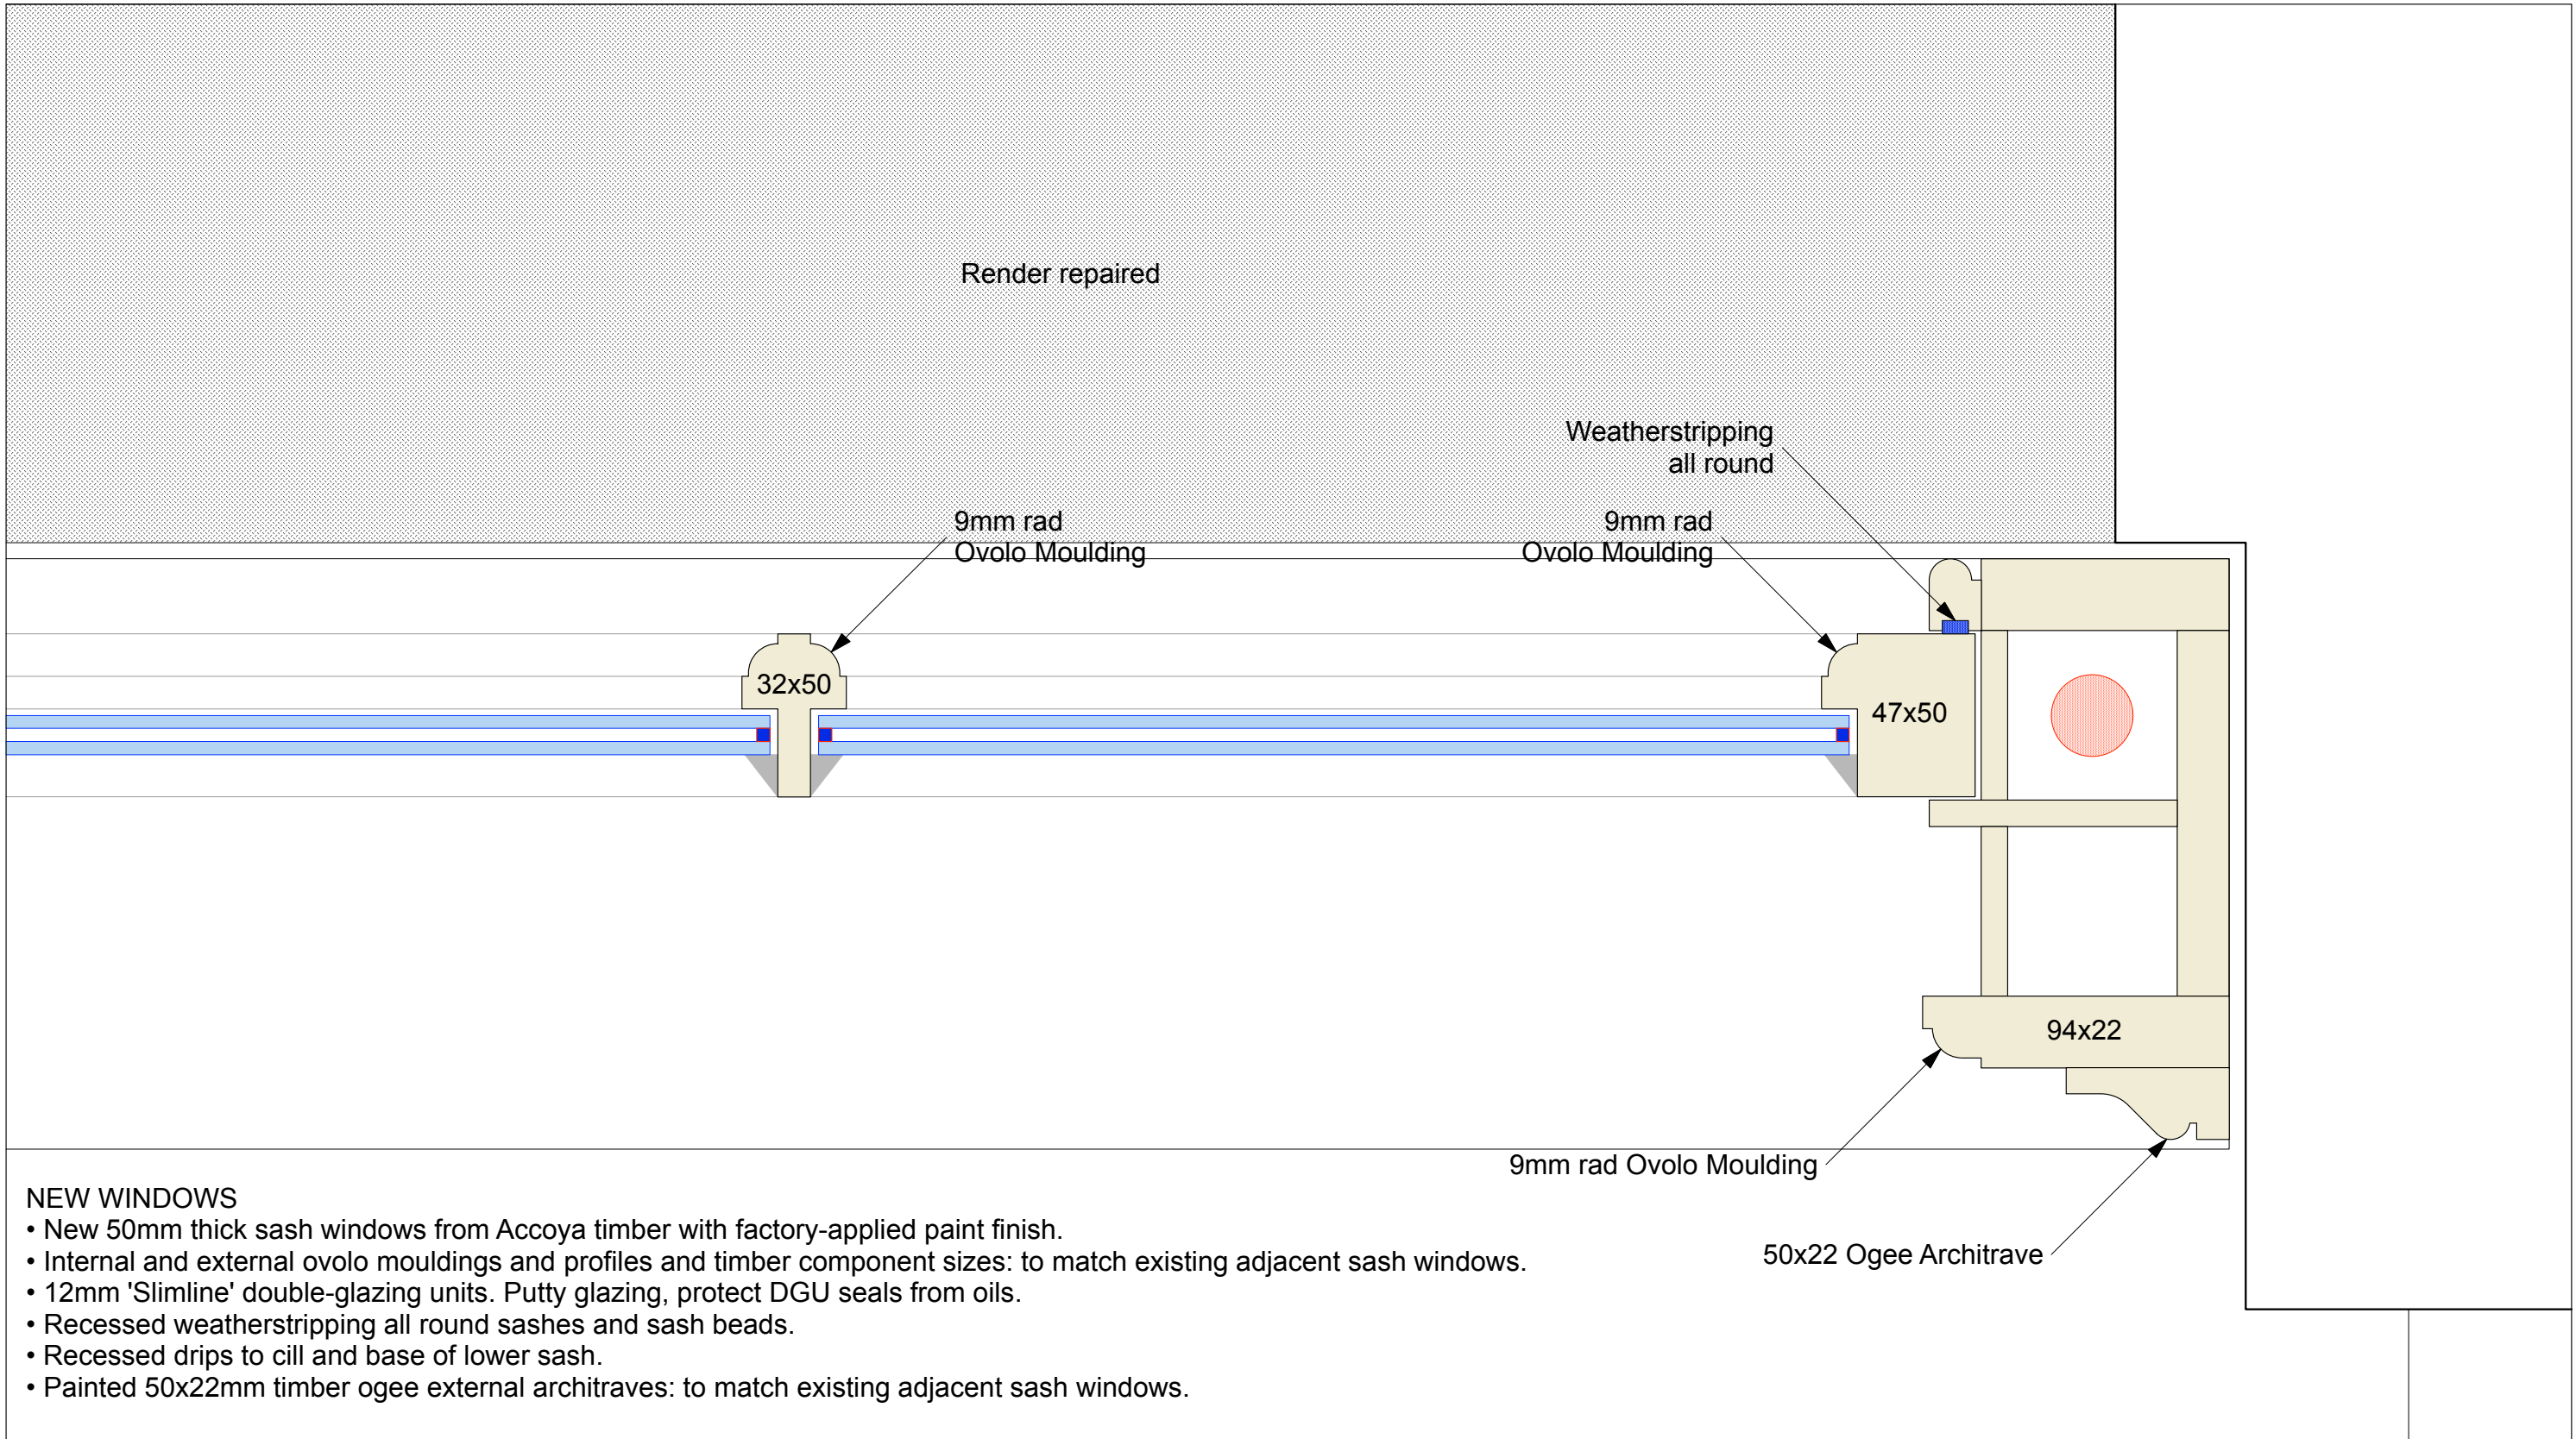 Render repaired
Weatherstripping
all round
9mm rad
Ovolo Moulding
9mm rad
Ovolo Moulding
32x50
47x50
94x22
9mm rad Ovolo Moulding
50x22 Ogee Architrave
NEW WINDOWS
• New 50mm thick sash windows from Accoya timber with factory-applied paint finish.
• Internal and external ovolo mouldings and profiles and timber component sizes: to match existing adjacent sash windows.
• 12mm 'Slimline' double-glazing units. Putty glazing, protect DGU seals from oils.
• Recessed weatherstripping all round sashes and sash beads.
• Recessed drips to cill and base of lower sash.
• Painted 50x22mm timber ogee external architraves: to match existing adjacent sash windows.